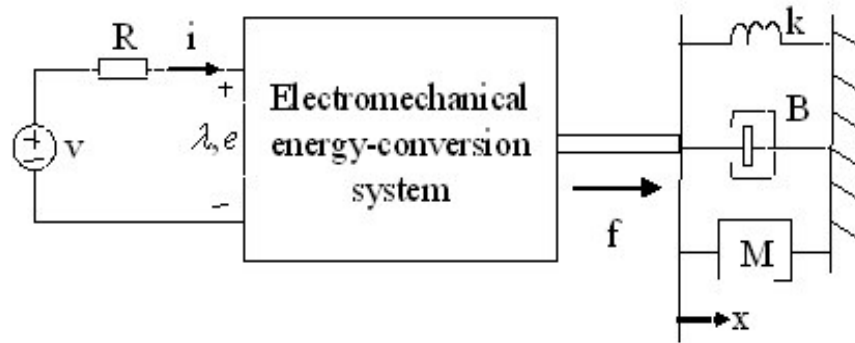 R
i
k
+
Electromechanical
energy-conversion
system
B
+
−
v
λ, e
−
f
M
x